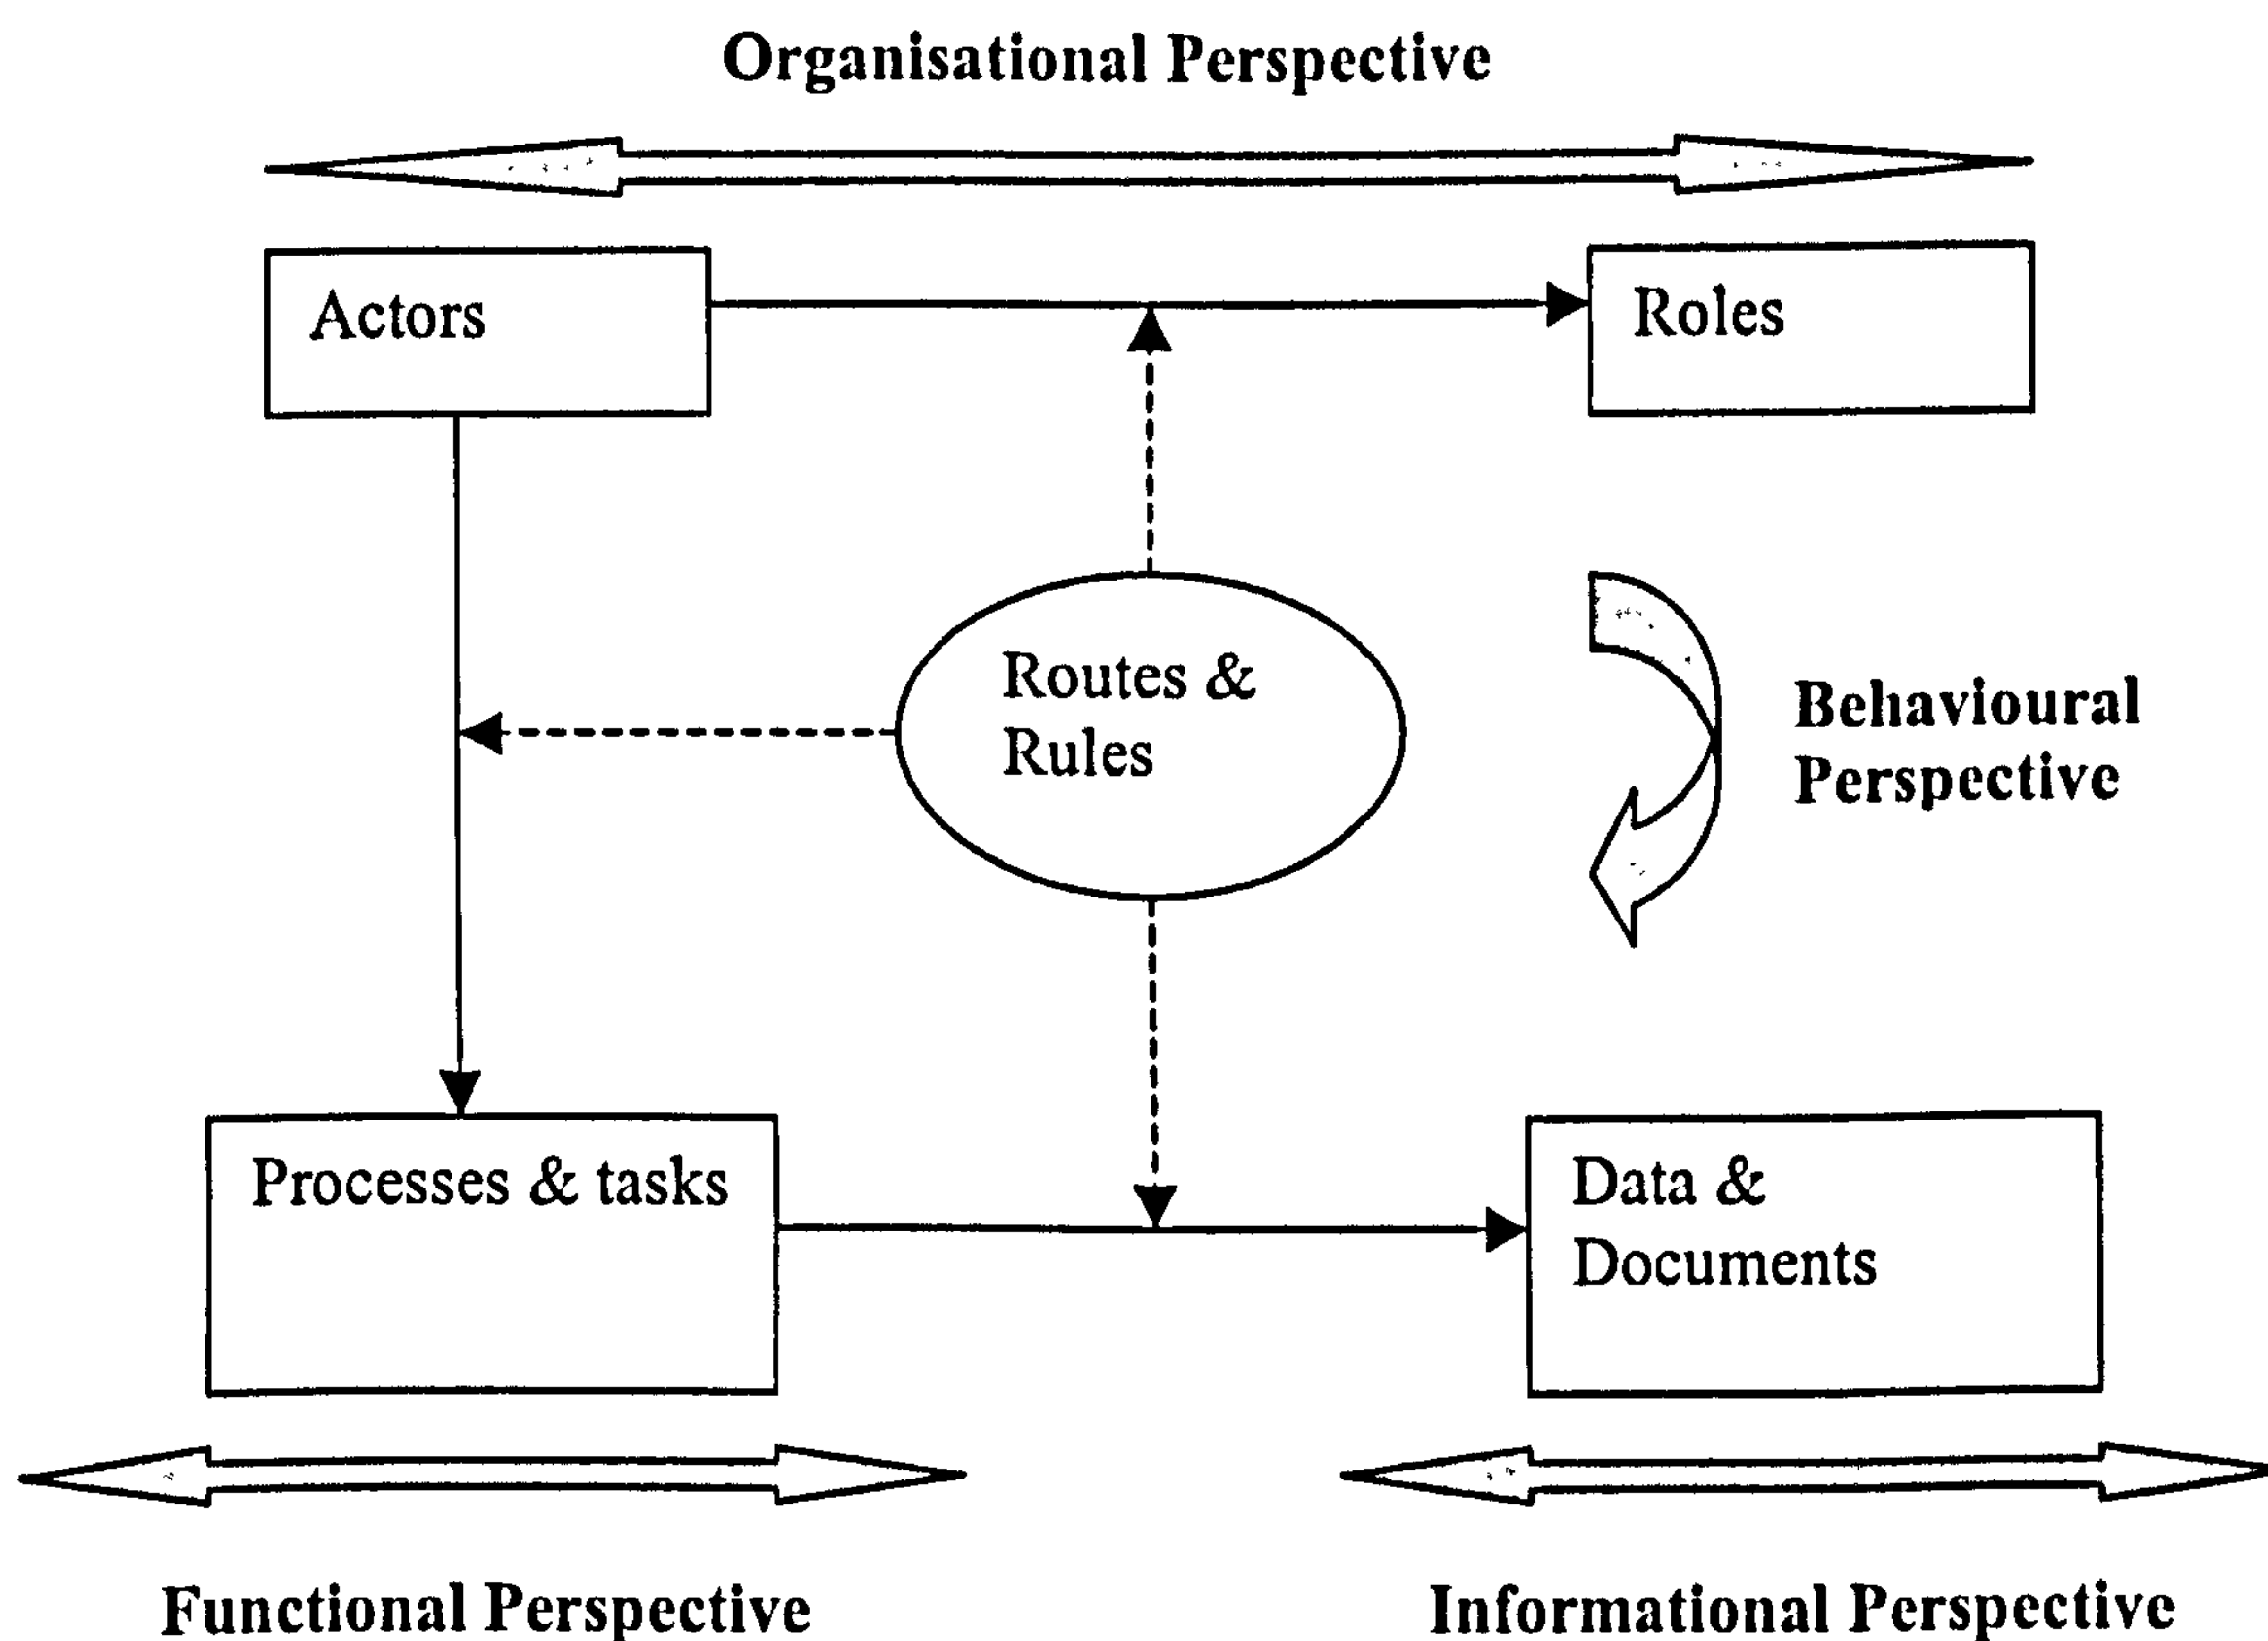 Organisational Perspective
Actors
Roles
Routes &
Rules
Behavioural
Perspective
Processes & tasks
Data &
Documents
Functional Perspective
Informational Perspective